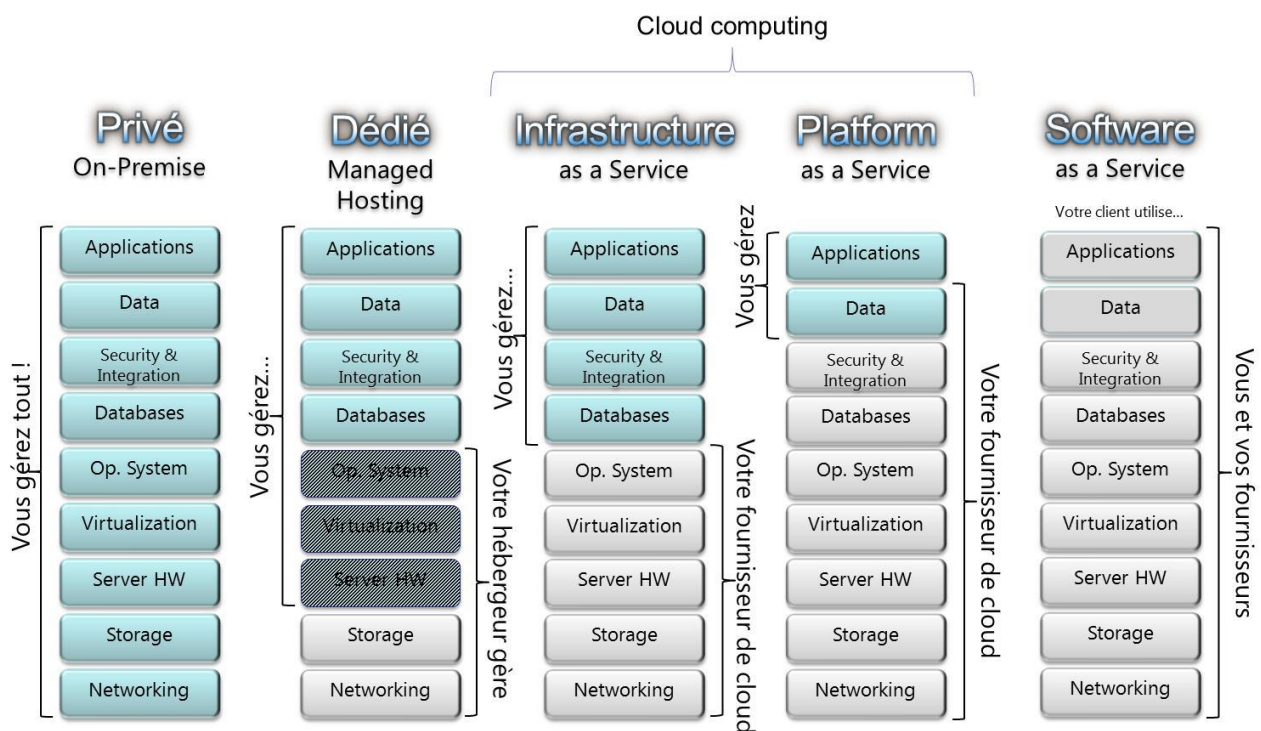 Cloud computing
Privé
On-Premise
Vous gérez tout !
Applications
Data
Security &
Integration
Databases
Op. System
Virtualization
Server HW
Storage
Networking
Dédié
Managed
Hosting
Vous gérez...
Applications
Data
Security &
Integration
Databases
Op. System
Virtualization
Server HW
Storage
Networking
Votre hébergeur gère
Infrastructure
as a Service
Vous gérez...
Applications
Data
Security &
Integration
Databases
Op. System
Virtualization
Server HW
Storage
Networking
Votre fournisseur de cloud
Platform
as a Service
Vous gérez
Applications
Data
Security &
Integration
Databases
Op. System
Virtualization
Server HW
Storage
Networking
Votre fournisseur de cloud
Software
as a Service
Votre client utilise...
Applications
Data
Security &
Integration
Databases
Op. System
Virtualization
Server HW
Storage
Networking
Vous et vos fournisseurs